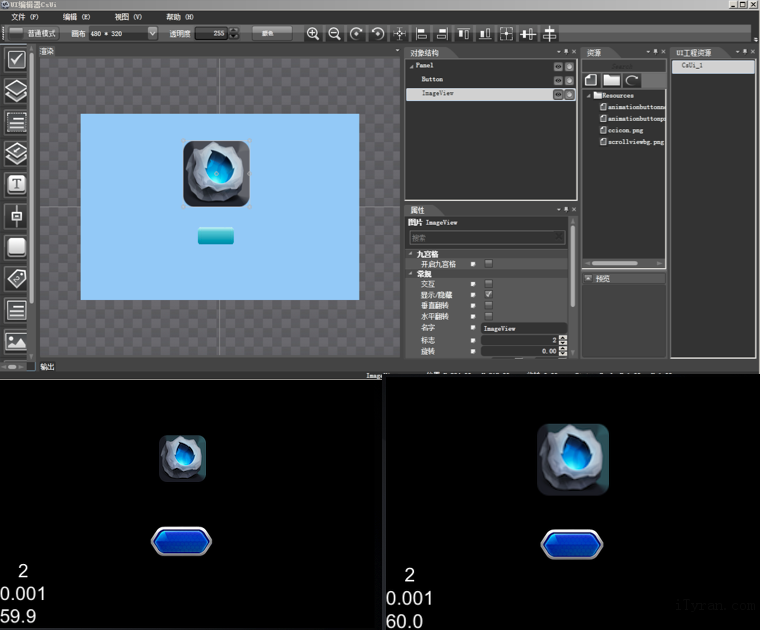 UI编辑器CsUi
文件 (F) 编辑 (E) 视图 (V) 帮助 (H)
普通模式 画布 480 * 320 透明度 255 颜色
渲染
对象结构
Panel
Button
ImageView
资源
Resources
animationbuttonn
animationbuttonp
ccicon.png
scrollviewbg.png
UI工程资源
CsUi_1
属性
图片 ImageView
搜索
九宫格
开启九宫格
常规
交互
显示/隐藏
垂直翻转
水平翻转
名字 ImageView
标志 2
旋转 0.00
预览
输出
2
0.001
59.9
2
0.001
60.0